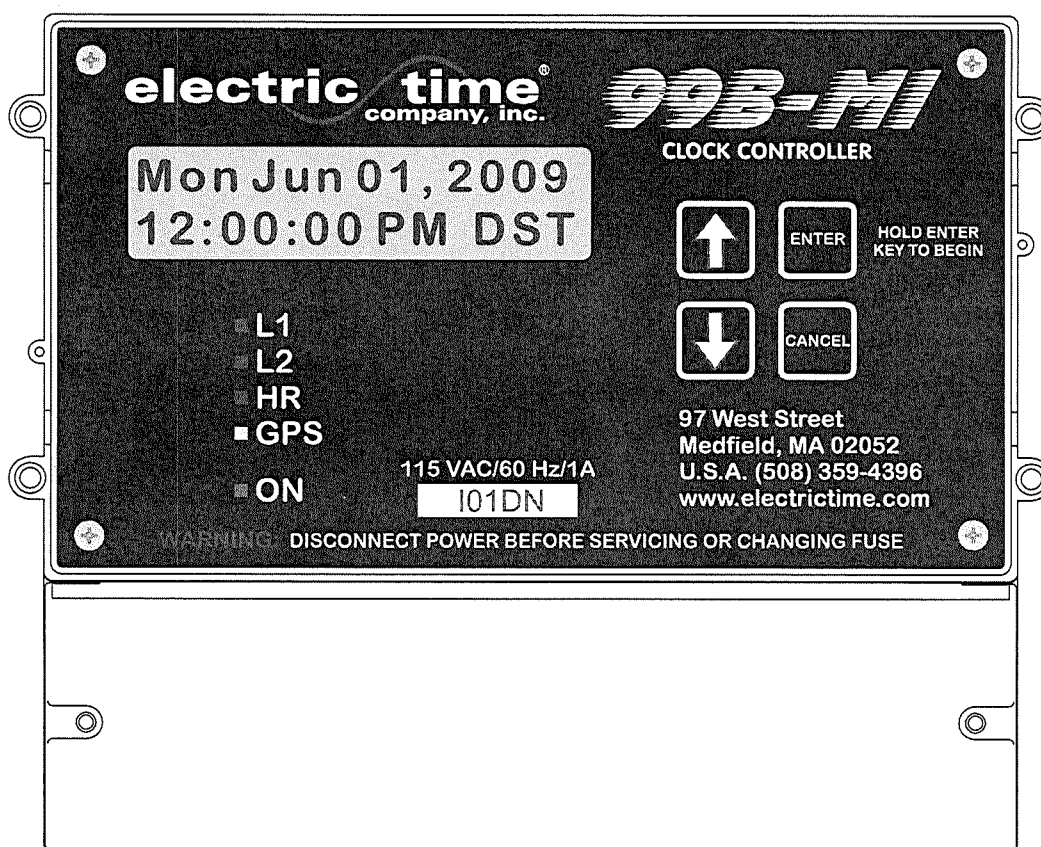 electric time®
company, inc.
99B-MI
CLOCK CONTROLLER
Mon Jun 01, 2009
12:00:00 PM DST
ENTER
HOLD ENTER
KEY TO BEGIN
CANCEL
L1
L2
HR
GPS
ON
115 VAC/60 Hz/1A
I01DN
97 West Street
Medfield, MA 02052
U.S.A. (508) 359-4396
www.electrictime.com
WARNING DISCONNECT POWER BEFORE SERVICING OR CHANGING FUSE